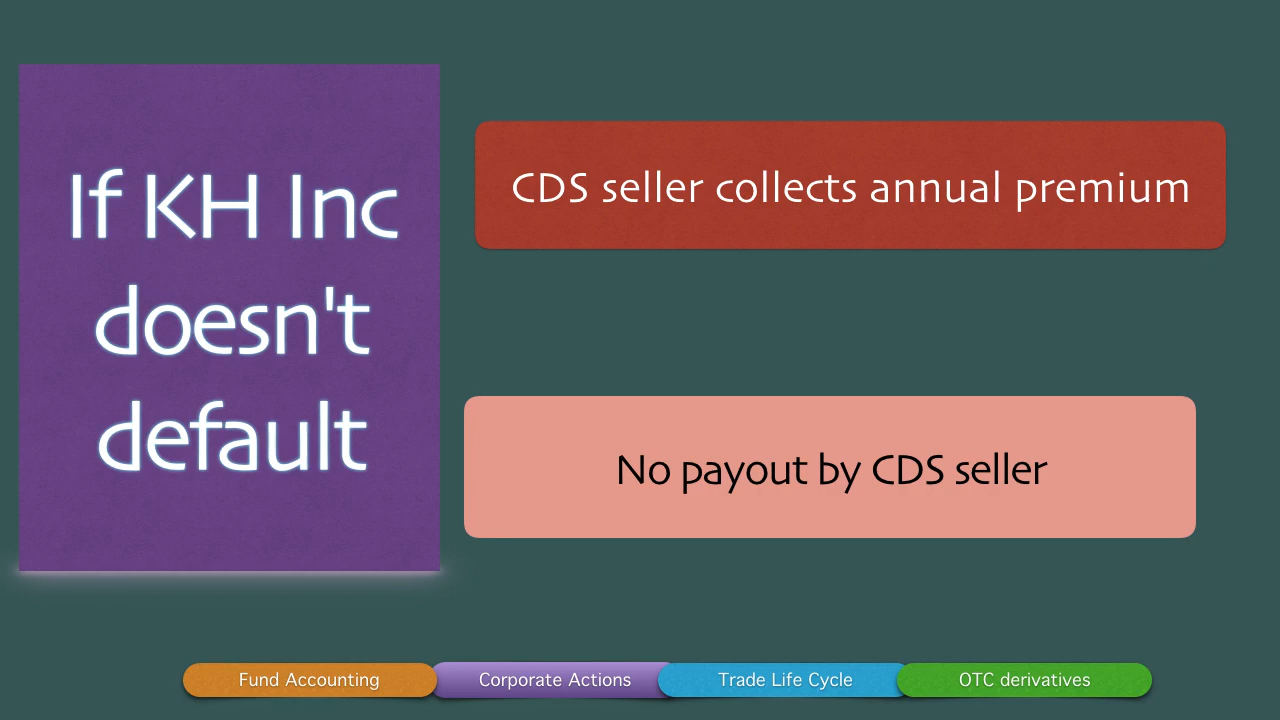 If KH Inc
doesn't
default
CDS seller collects annual premium
No payout by CDS seller
Fund Accounting
Corporate Actions
Trade Life Cycle
OTC derivatives